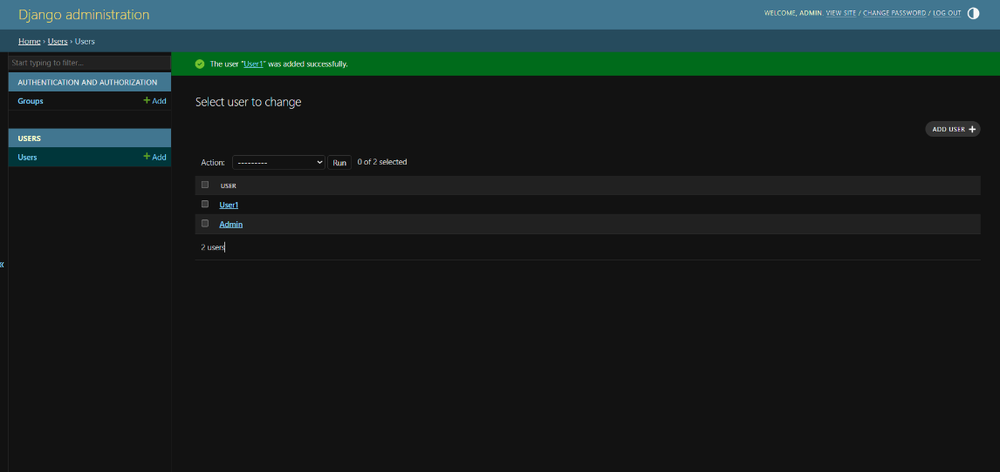 Django administration
WELCOME, ADMIN. VIEW SITE / CHANGE PASSWORD / LOG OUT
Home › Users › Users
Start typing to filter...
AUTHENTICATION AND AUTHORIZATION
Groups + Add
USERS
Users + Add
«
The user “User1” was added successfully.
Select user to change
ADD USER +
Action: --------- Run 0 of 2 selected
USER
User1
Admin
2 users